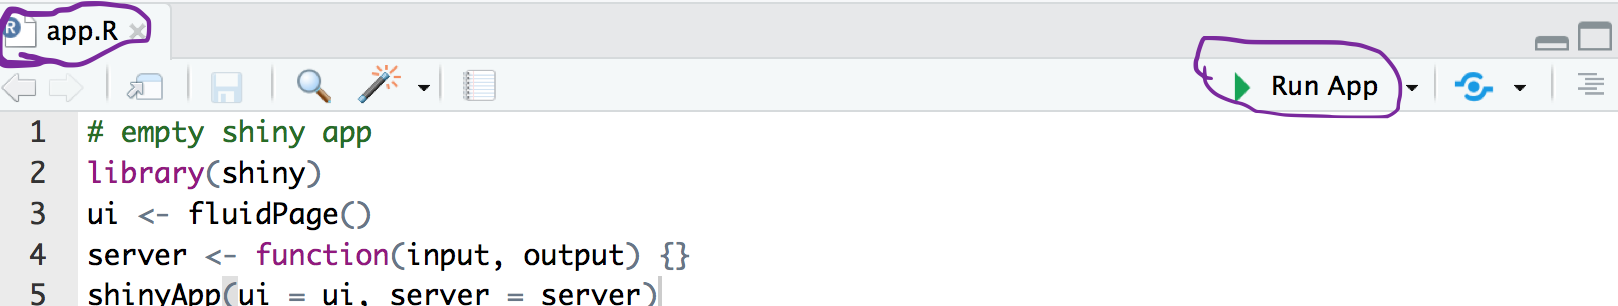 R app.R
Run App
1 # empty shiny app
2 library(shiny)
3 ui <- fluidPage()
4 server <- function(input, output) {}
5 shinyApp(ui = ui, server = server)